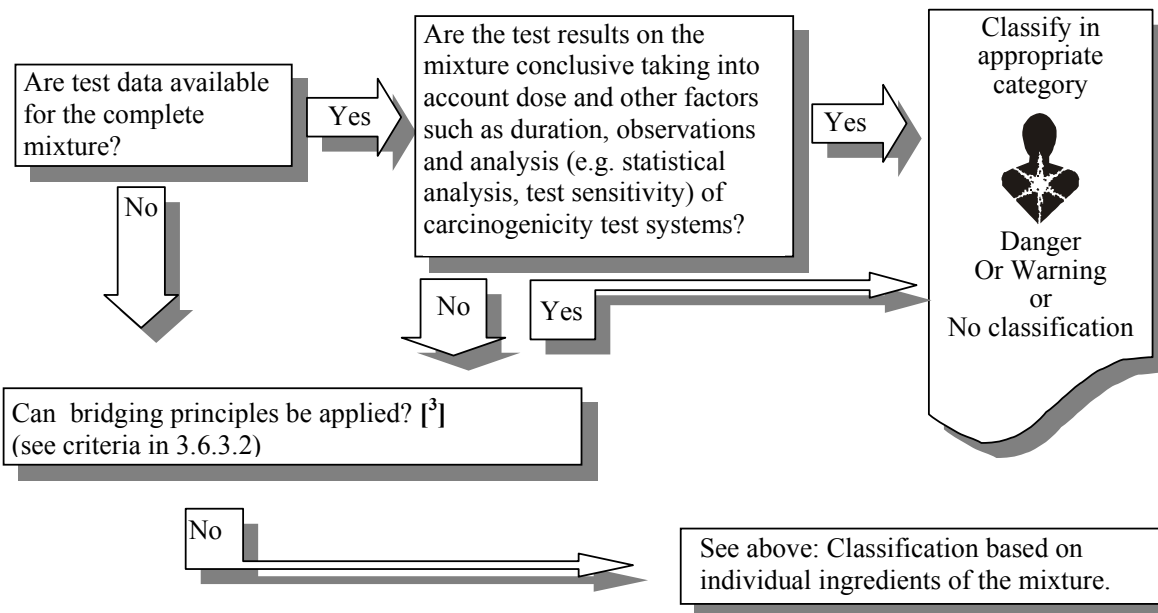 Are test data available
for the complete
mixture?
Yes
Are the test results on the
mixture conclusive taking into
account dose and other factors
such as duration, observations
and analysis (e.g. statistical
analysis, test sensitivity) of
carcinogenicity test systems?
Yes
Classify in
appropriate
category
Danger
Or Warning
or
No classification
No
No
Yes
Can bridging principles be applied? [³]
(see criteria in 3.6.3.2)
No
See above: Classification based on
individual ingredients of the mixture.